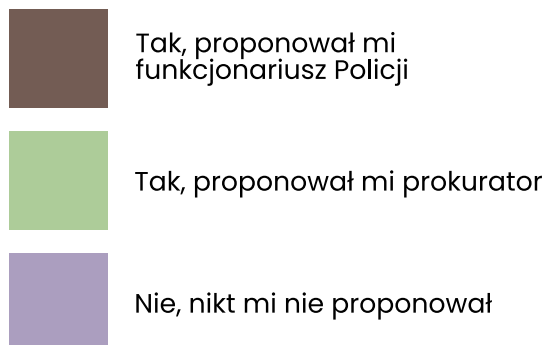 Tak, proponował mi
funkcjonariusz Policji
Tak, proponował mi prokurator
Nie, nikt mi nie proponował